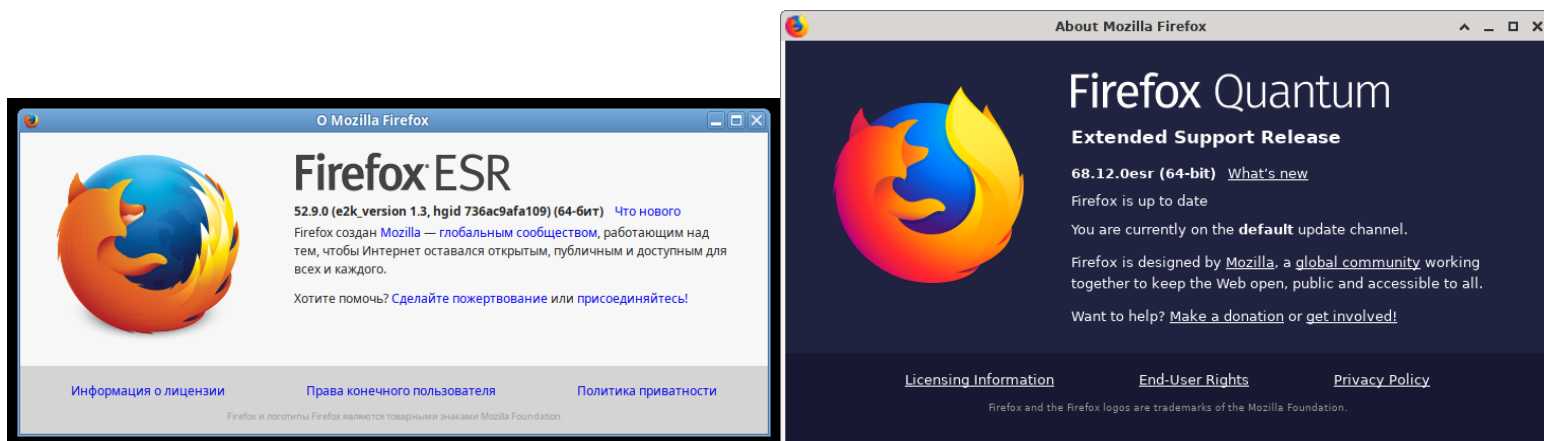 О Mozilla Firefox
Firefox ESR
52.9.0 (e2k_version 1.3, hgid 736ac9afa109) (64-бит) Что нового
Firefox создан Mozilla — глобальным сообществом, работающим над
тем, чтобы Интернет оставался открытым, публичным и доступным для
всех и каждого.
Хотите помочь? Сделайте пожертвование или присоединяйтесь!
Информация о лицензии Права конечного пользователя Политика приватности
Firefox и логотипы Firefox являются товарными знаками Mozilla Foundation.
About Mozilla Firefox
Firefox Quantum
Extended Support Release
68.12.0esr (64-bit) What's new
Firefox is up to date
You are currently on the default update channel.
Firefox is designed by Mozilla, a global community working
together to keep the Web open, public and accessible to all.
Want to help? Make a donation or get involved!
Licensing Information End-User Rights Privacy Policy
Firefox and the Firefox logos are trademarks of the Mozilla Foundation.